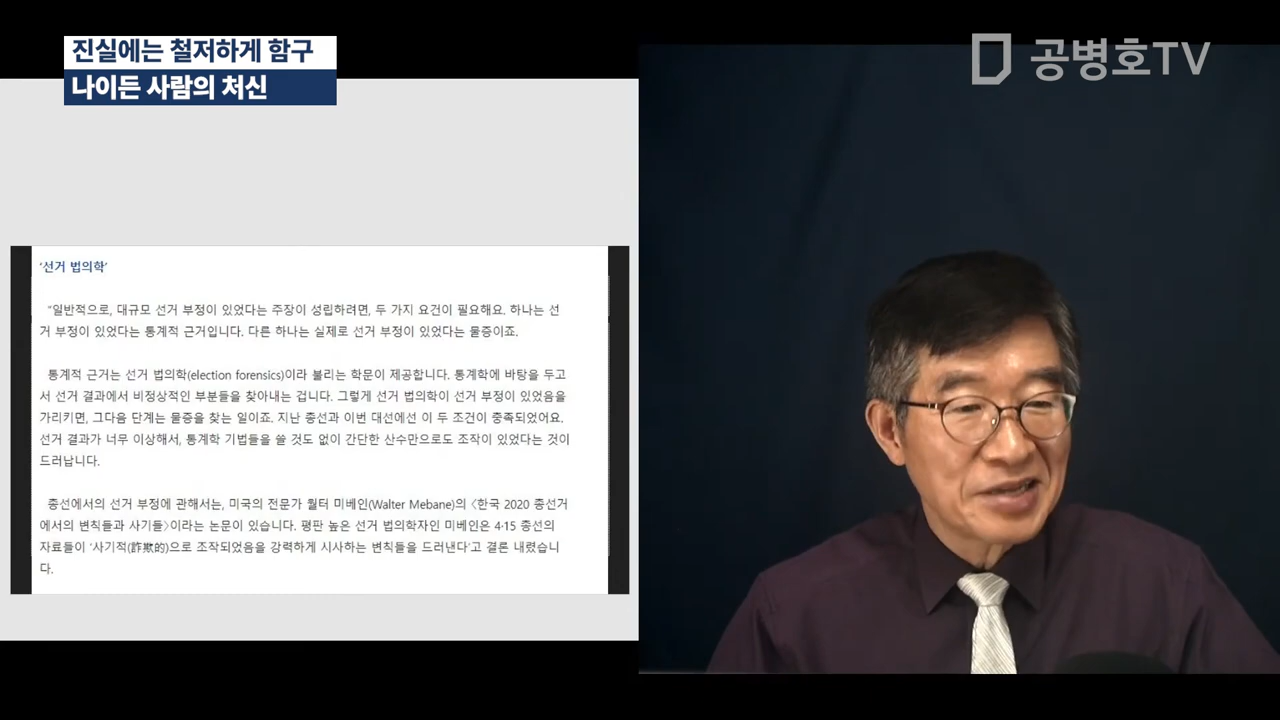 진실에는 철저하게 함구
나이든 사람의 처신
공병호TV
‘선거 법의학’
“일반적으로, 대규모 선거 부정이 있었다는 주장이 성립하려면, 두 가지 요건이 필요해요. 하나는 선
거 부정이 있었다는 통계적 근거입니다. 다른 하나는 실제로 선거 부정이 있었다는 물증이죠.
통계적 근거는 선거 법의학(election forensics)이라 불리는 학문이 제공합니다. 통계학에 바탕을 두고
서 선거 결과에서 비정상적인 부분들을 찾아내는 겁니다. 그렇게 선거 법의학이 선거 부정이 있었음을
가리키면, 그다음 단계는 물증을 찾는 일이죠. 지난 총선과 이번 대선에선 이 두 조건이 충족되었어요.
선거 결과가 너무 이상해서, 통계학 기법들을 쓸 것도 없이 간단한 산수만으로도 조작이 있었다는 것이
드러납니다.
총선에서의 선거 부정에 관해서는, 미국의 전문가 월터 미베인(Walter Mebane)의 〈한국 2020 총선거
에서의 변칙들과 사기들〉이라는 논문이 있습니다. 평판 높은 선거 법의학자인 미베인은 4·15 총선의
자료들이 ‘사기적(詐欺的)으로 조작되었음을 강력하게 시사하는 변칙들을 드러낸다’고 결론 내렸습니
다.